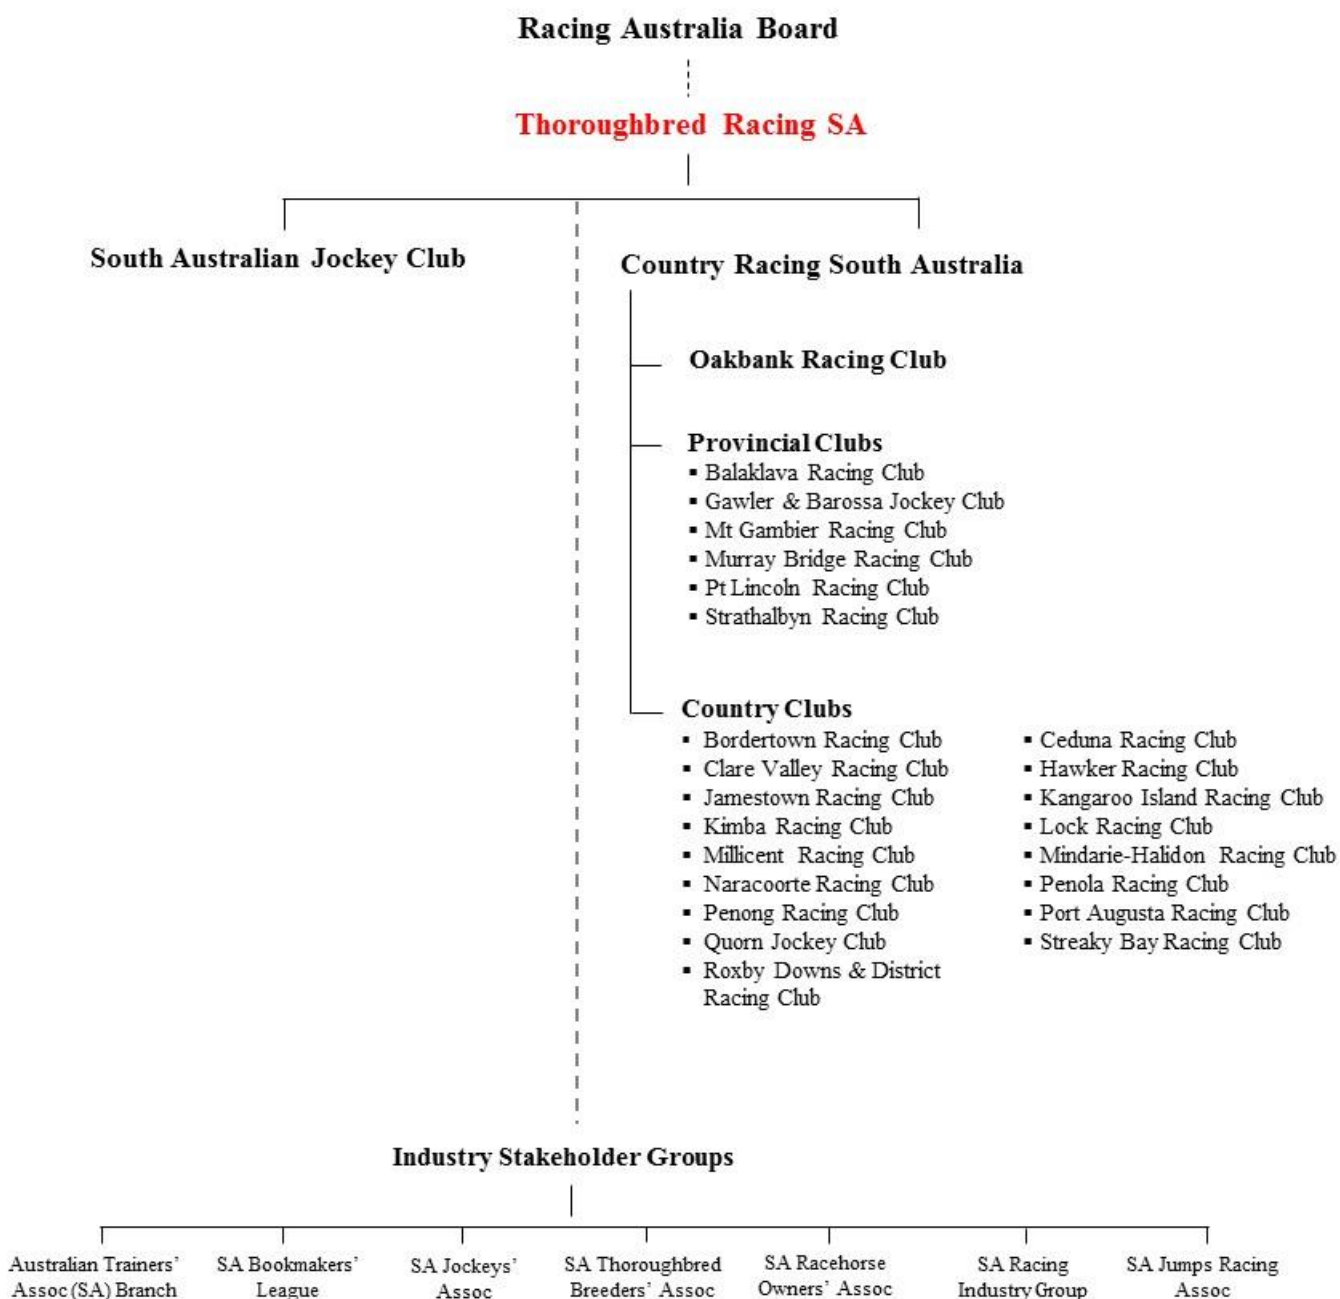 Racing Australia Board
Thoroughbred Racing SA
South Australian Jockey Club
Country Racing South Australia
Oakbank Racing Club
Provincial Clubs
▪ Balaklava Racing Club
▪ Gawler & Barossa Jockey Club
▪ Mt Gambier Racing Club
▪ Murray Bridge Racing Club
▪ Pt Lincoln Racing Club
▪ Strathalbyn Racing Club
Country Clubs
▪ Bordertown Racing Club
▪ Clare Valley Racing Club
▪ Jamestown Racing Club
▪ Kimba Racing Club
▪ Millicent Racing Club
▪ Naracoorte Racing Club
▪ Penong Racing Club
▪ Quorn Jockey Club
▪ Roxby Downs & District
Racing Club
▪ Ceduna Racing Club
▪ Hawker Racing Club
▪ Kangaroo Island Racing Club
▪ Lock Racing Club
▪ Mindarie-Halidon Racing Club
▪ Penola Racing Club
▪ Port Augusta Racing Club
▪ Streaky Bay Racing Club
Industry Stakeholder Groups
Australian Trainers'
Assoc (SA) Branch
SA Bookmakers'
League
SA Jockeys'
Assoc
SA Thoroughbred
Breeders' Assoc
SA Racehorse
Owners' Assoc
SA Racing
Industry Group
SA Jumps Racing
Assoc